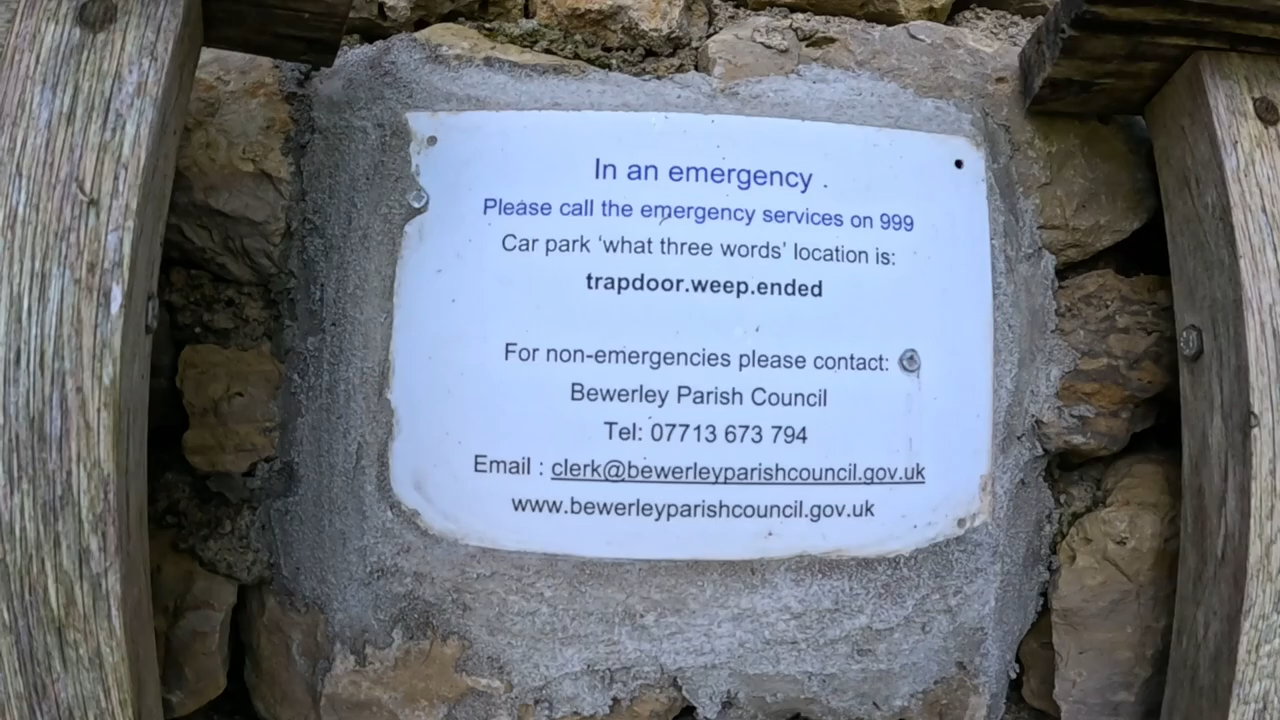 In an emergency .
Please call the emergency services on 999
Car park ‘what three words’ location is:
trapdoor.weep.ended
For non-emergencies please contact:
Bewerley Parish Council
Tel: 07713 673 794
Email : clerk@bewerleyparishcouncil.gov.uk
www.bewerleyparishcouncil.gov.uk